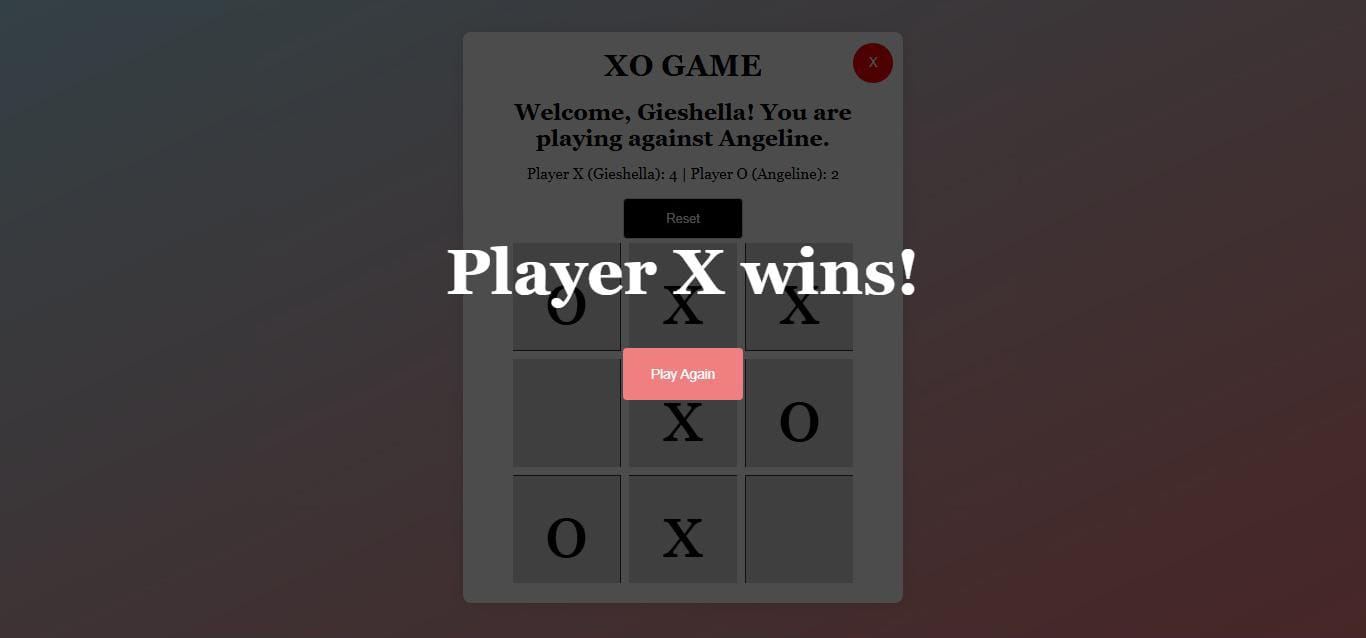 XO GAME
X
Welcome, Gieshella! You are
playing against Angeline.
Player X (Gieshella): 4 | Player O (Angeline): 2
Reset
Player X wins!
O X X
Play Again
X O
O X